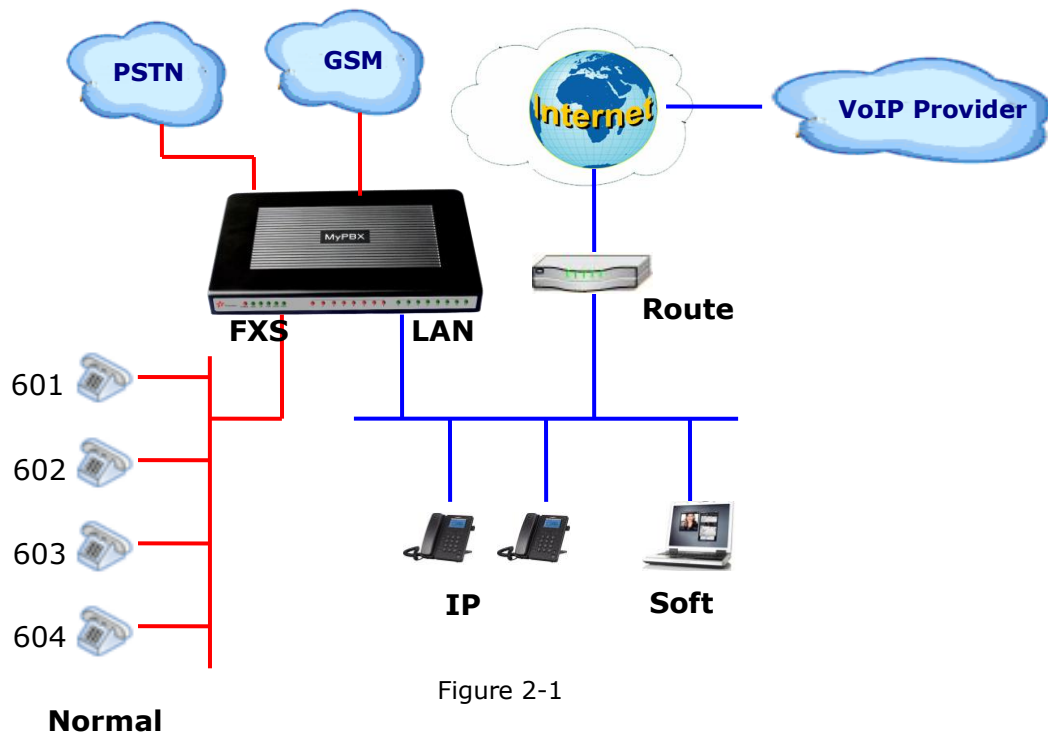 PSTN
GSM
Internet
VoIP Provider
MyPBX
FXS
LAN
Route
601
602
603
604
IP
Soft
Figure 2-1
Normal